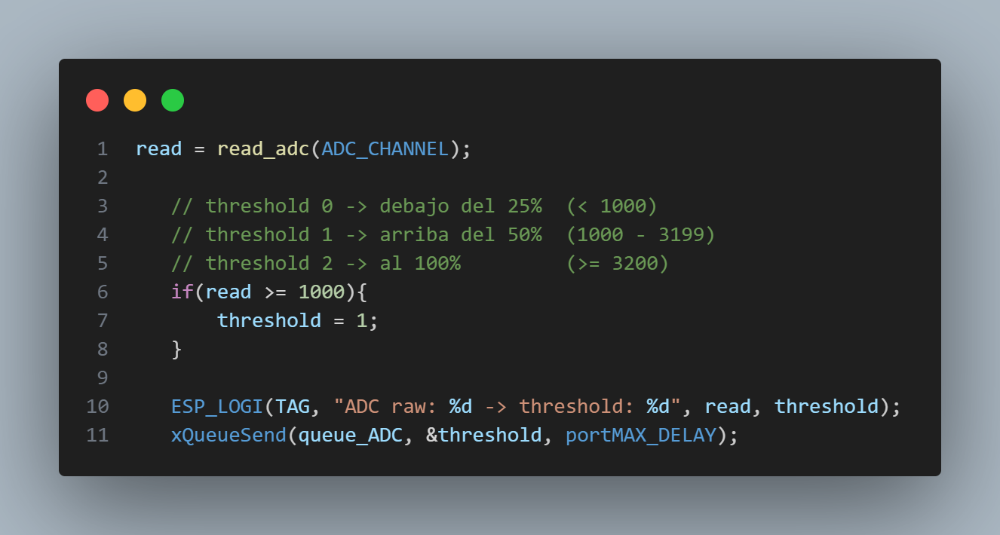 1 read = read_adc(ADC_CHANNEL);
2
3 // threshold 0 -> debajo del 25%  (< 1000)
4 // threshold 1 -> arriba del 50%  (1000 - 3199)
5 // threshold 2 -> al 100%         (>= 3200)
6 if(read >= 1000){
7     threshold = 1;
8 }
9
10 ESP_LOGI(TAG, "ADC raw: %d -> threshold: %d", read, threshold);
11 xQueueSend(queue_ADC, &threshold, portMAX_DELAY);